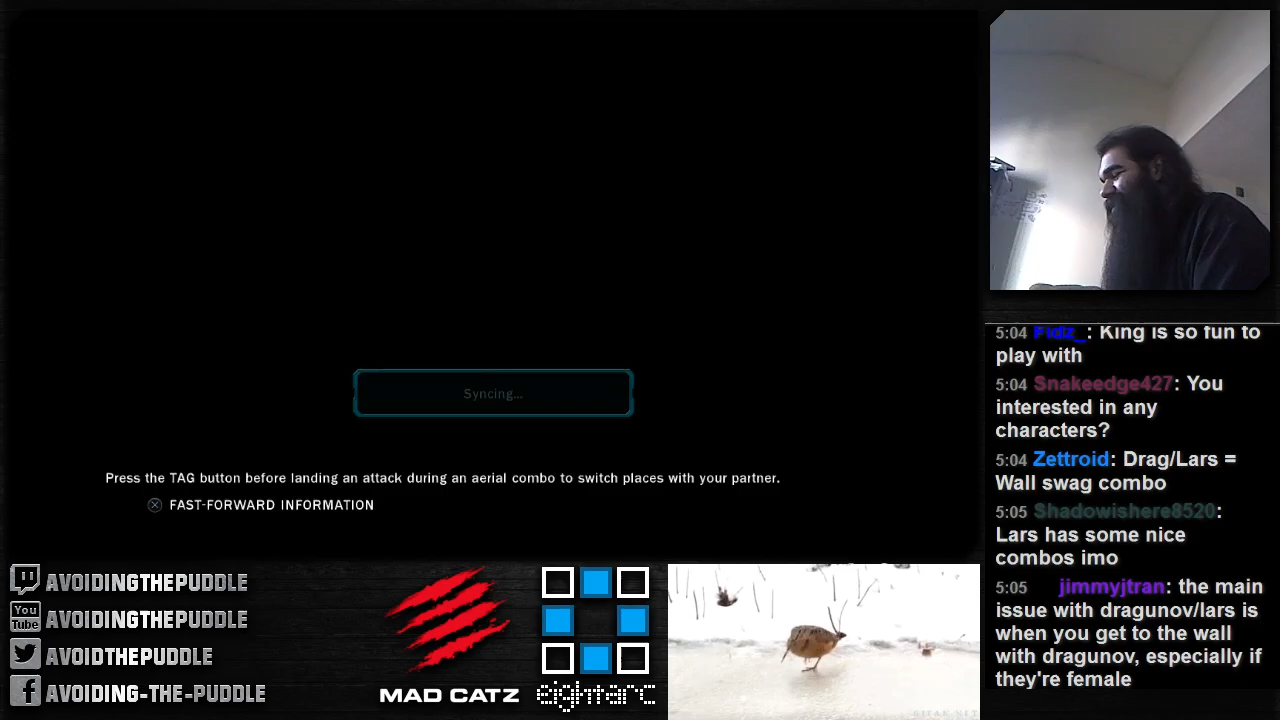 Syncing...
Press the TAG button before landing an attack during an aerial combo to switch places with your partner.
FAST-FORWARD INFORMATION
5:04 Fidz_: King is so fun to
play with
5:04 Snakeedge427: You
interested in any
characters?
5:04 Zettroid: Drag/Lars =
Wall swag combo
5:05 Shadowishere8520:
Lars has some nice
combos imo
5:05 jimmyjtran: the main
issue with dragunov/lars is
when you get to the wall
with dragunov, especially if
they're female
AVOIDINGTHEPUDDLE
You
Tube AVOIDINGTHEPUDDLE
AVOIDTHEPUDDLE
f AVOIDING-THE-PUDDLE
MAD CATZ
eightarc